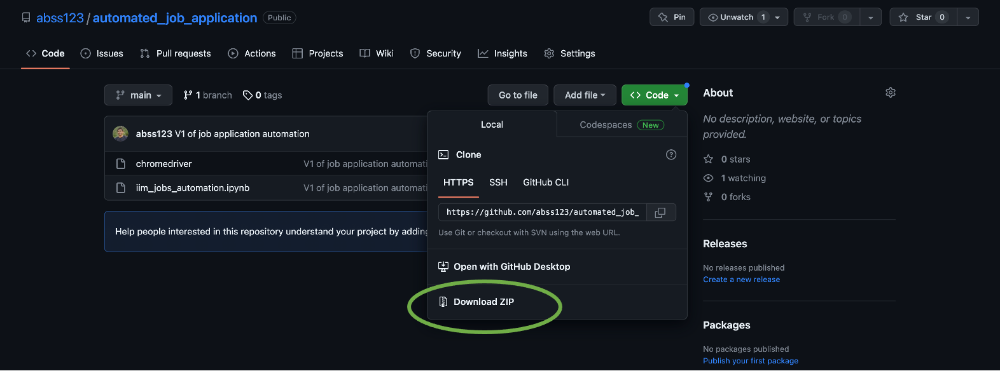 abss123/automated_job_application Public
Pin Unwatch 1 Fork 0 Star 0
Code Issues Pull requests Actions Projects Wiki Security Insights Settings
main 1 branch 0 tags Go to file Add file Code
abss123 V1 of job application automation
chromedriver V1 of job application automati
iim_jobs_automation.ipynb V1 of job application automati
Help people interested in this repository understand your project by adding
Local Codespaces New
Clone
HTTPS SSH GitHub CLI
https://github.com/abss123/automated_job_
Use Git or checkout with SVN using the web URL.
Open with GitHub Desktop
Download ZIP
About
No description, website, or topics
provided.
0 stars
1 watching
0 forks
Releases
No releases published
Create a new release
Packages
No packages published
Publish your first package